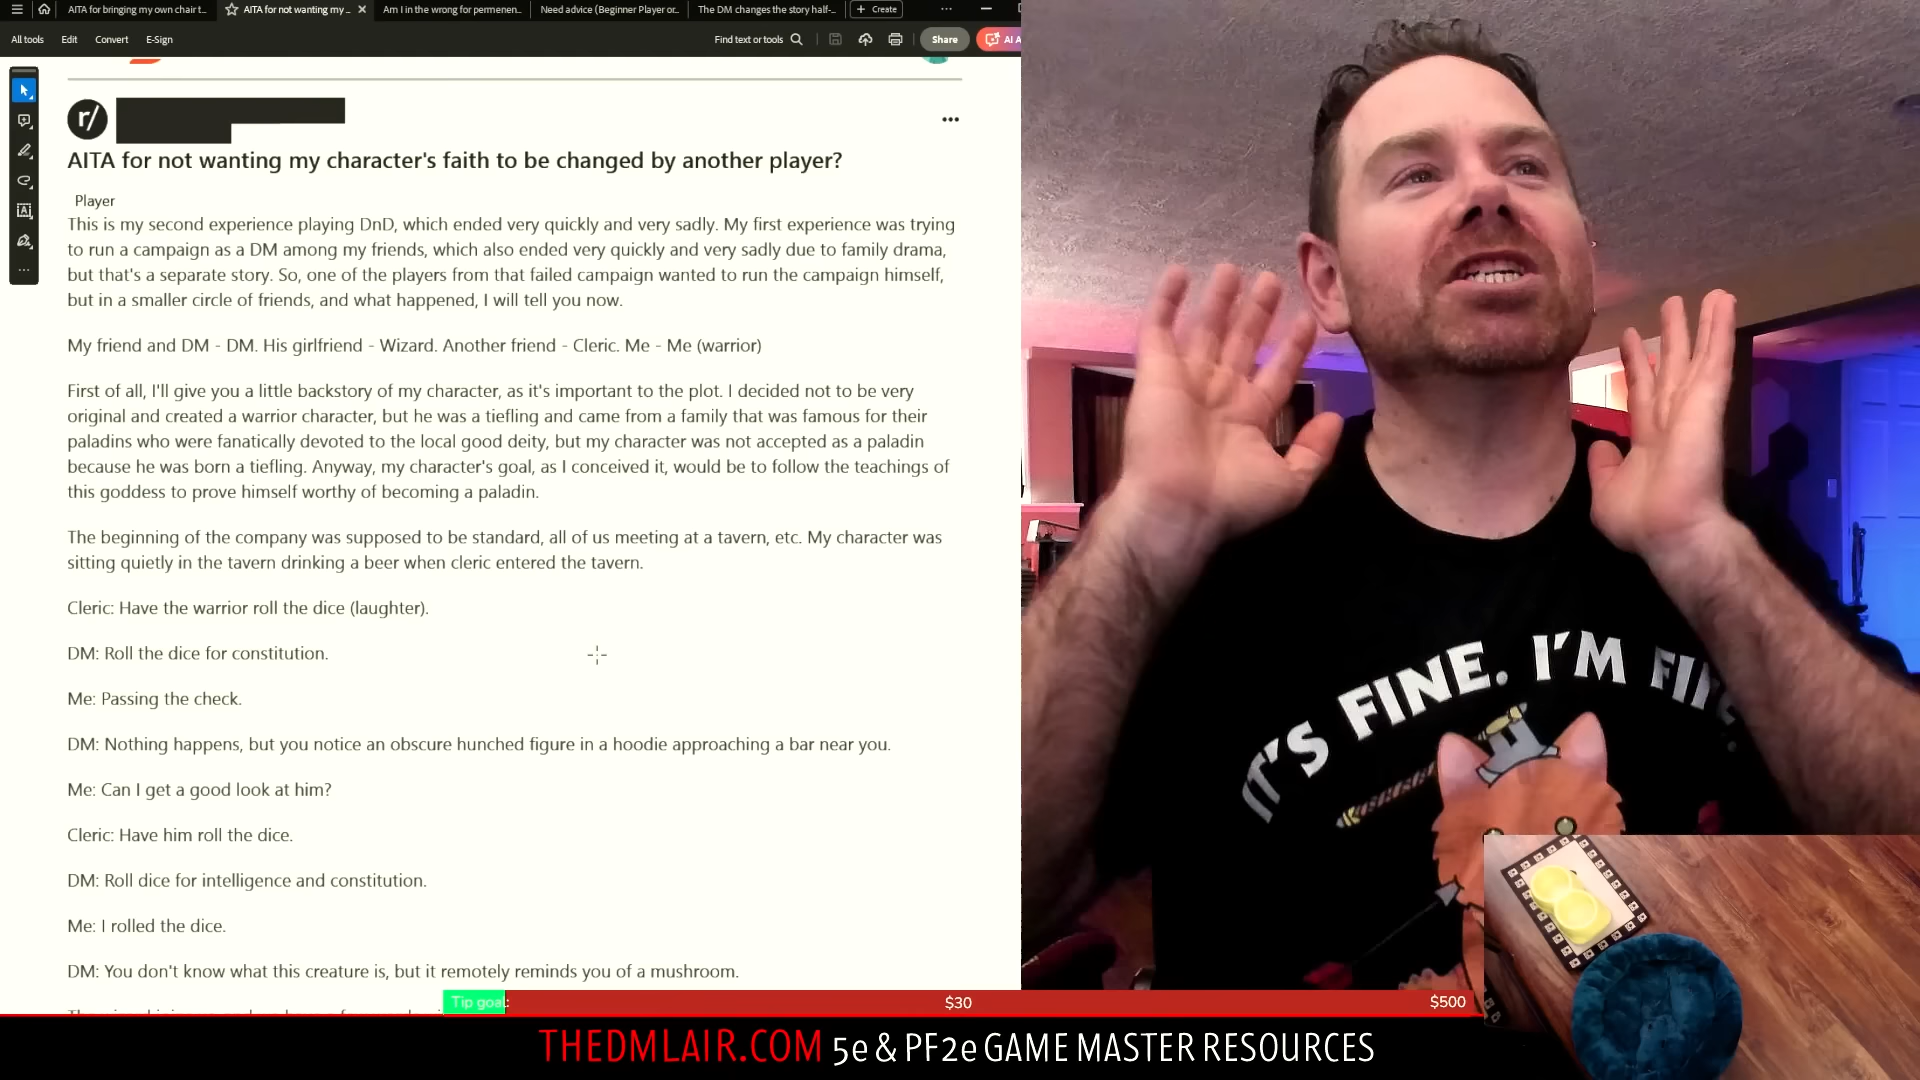 AITA for bringing my own chair t...
AITA for not wanting my ...
Am I in the wrong for permenen...
Need advice (Beginner Player or...
The DM changes the story half-...
Create
All tools
Edit
Convert
E-Sign
Find text or tools
Share
AI A
r/
AITA for not wanting my character's faith to be changed by another player?
Player
This is my second experience playing DnD, which ended very quickly and very sadly. My first experience was trying
to run a campaign as a DM among my friends, which also ended very quickly and very sadly due to family drama,
but that's a separate story. So, one of the players from that failed campaign wanted to run the campaign himself,
but in a smaller circle of friends, and what happened, I will tell you now.
My friend and DM - DM. His girlfriend - Wizard. Another friend - Cleric. Me - Me (warrior)
First of all, I'll give you a little backstory of my character, as it's important to the plot. I decided not to be very
original and created a warrior character, but he was a tiefling and came from a family that was famous for their
paladins who were fanatically devoted to the local good deity, but my character was not accepted as a paladin
because he was born a tiefling. Anyway, my character's goal, as I conceived it, would be to follow the teachings of
this goddess to prove himself worthy of becoming a paladin.
The beginning of the company was supposed to be standard, all of us meeting at a tavern, etc. My character was
sitting quietly in the tavern drinking a beer when cleric entered the tavern.
Cleric: Have the warrior roll the dice (laughter).
DM: Roll the dice for constitution.
Me: Passing the check.
DM: Nothing happens, but you notice an obscure hunched figure in a hoodie approaching a bar near you.
Me: Can I get a good look at him?
Cleric: Have him roll the dice.
DM: Roll dice for intelligence and constitution.
Me: I rolled the dice.
DM: You don't know what this creature is, but it remotely reminds you of a mushroom.
IT'S FINE. I'M FINE
Tip goal:
$30
$500
THEDMLAIR.COM 5e & PF2e GAME MASTER RESOURCES